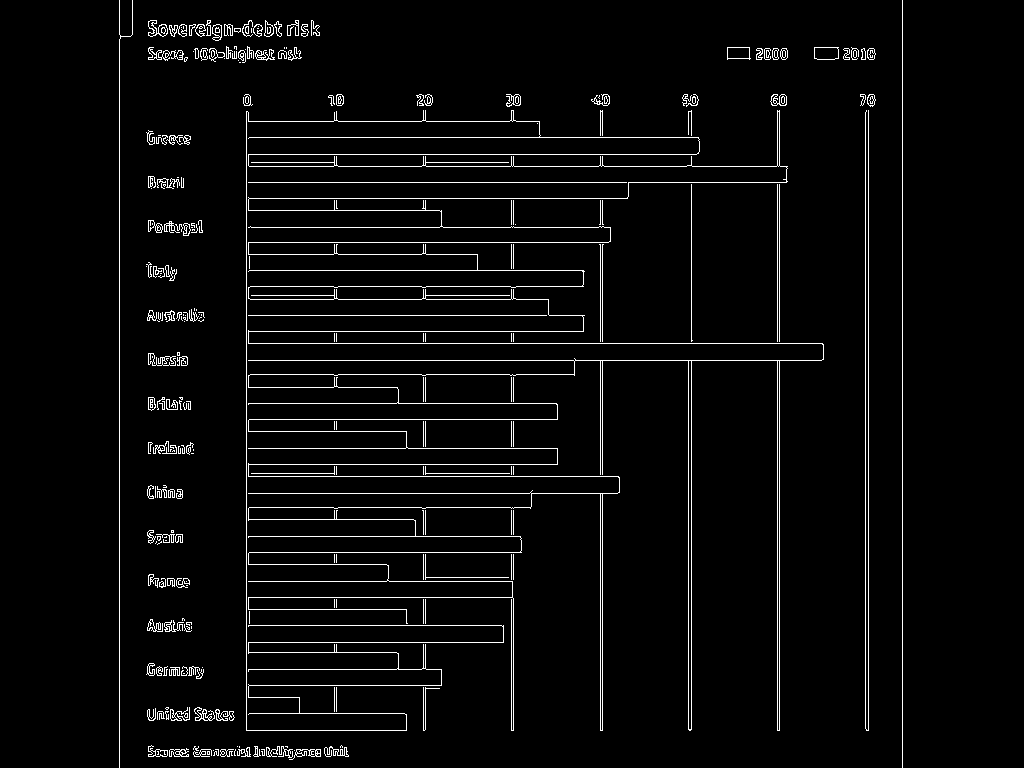 Sovereign-debt risk
Score, 100=highest risk
2000 2010
0 10 20 30 40 50 60 70
Greece
Brazil
Portugal
Italy
Australia
Russia
Britain
Ireland
China
Spain
France
Austria
Germany
United States
Source: Economist Intelligence Unit